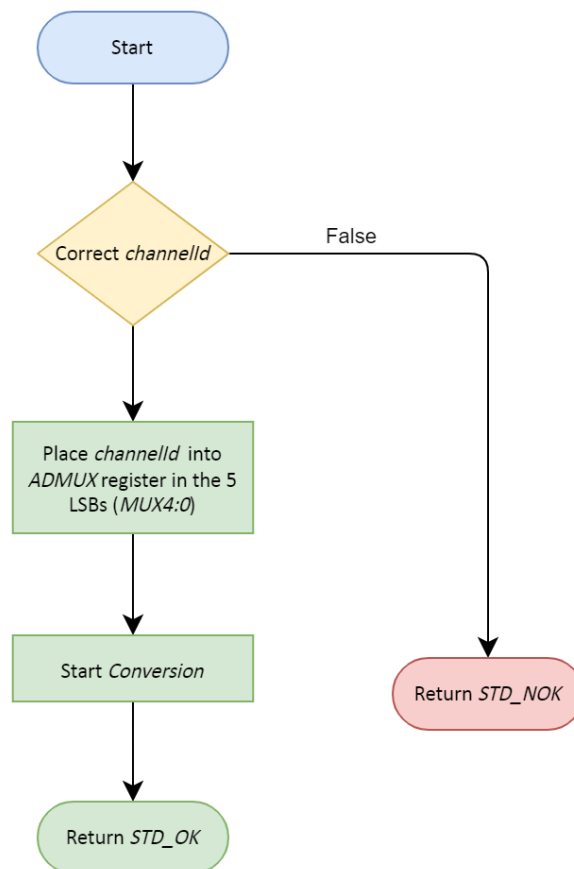 Start
Correct channelId
False
Place channelId into
ADMUX register in the 5
LSBs (MUX4:0)
Start Conversion
Return STD_NOK
Return STD_OK